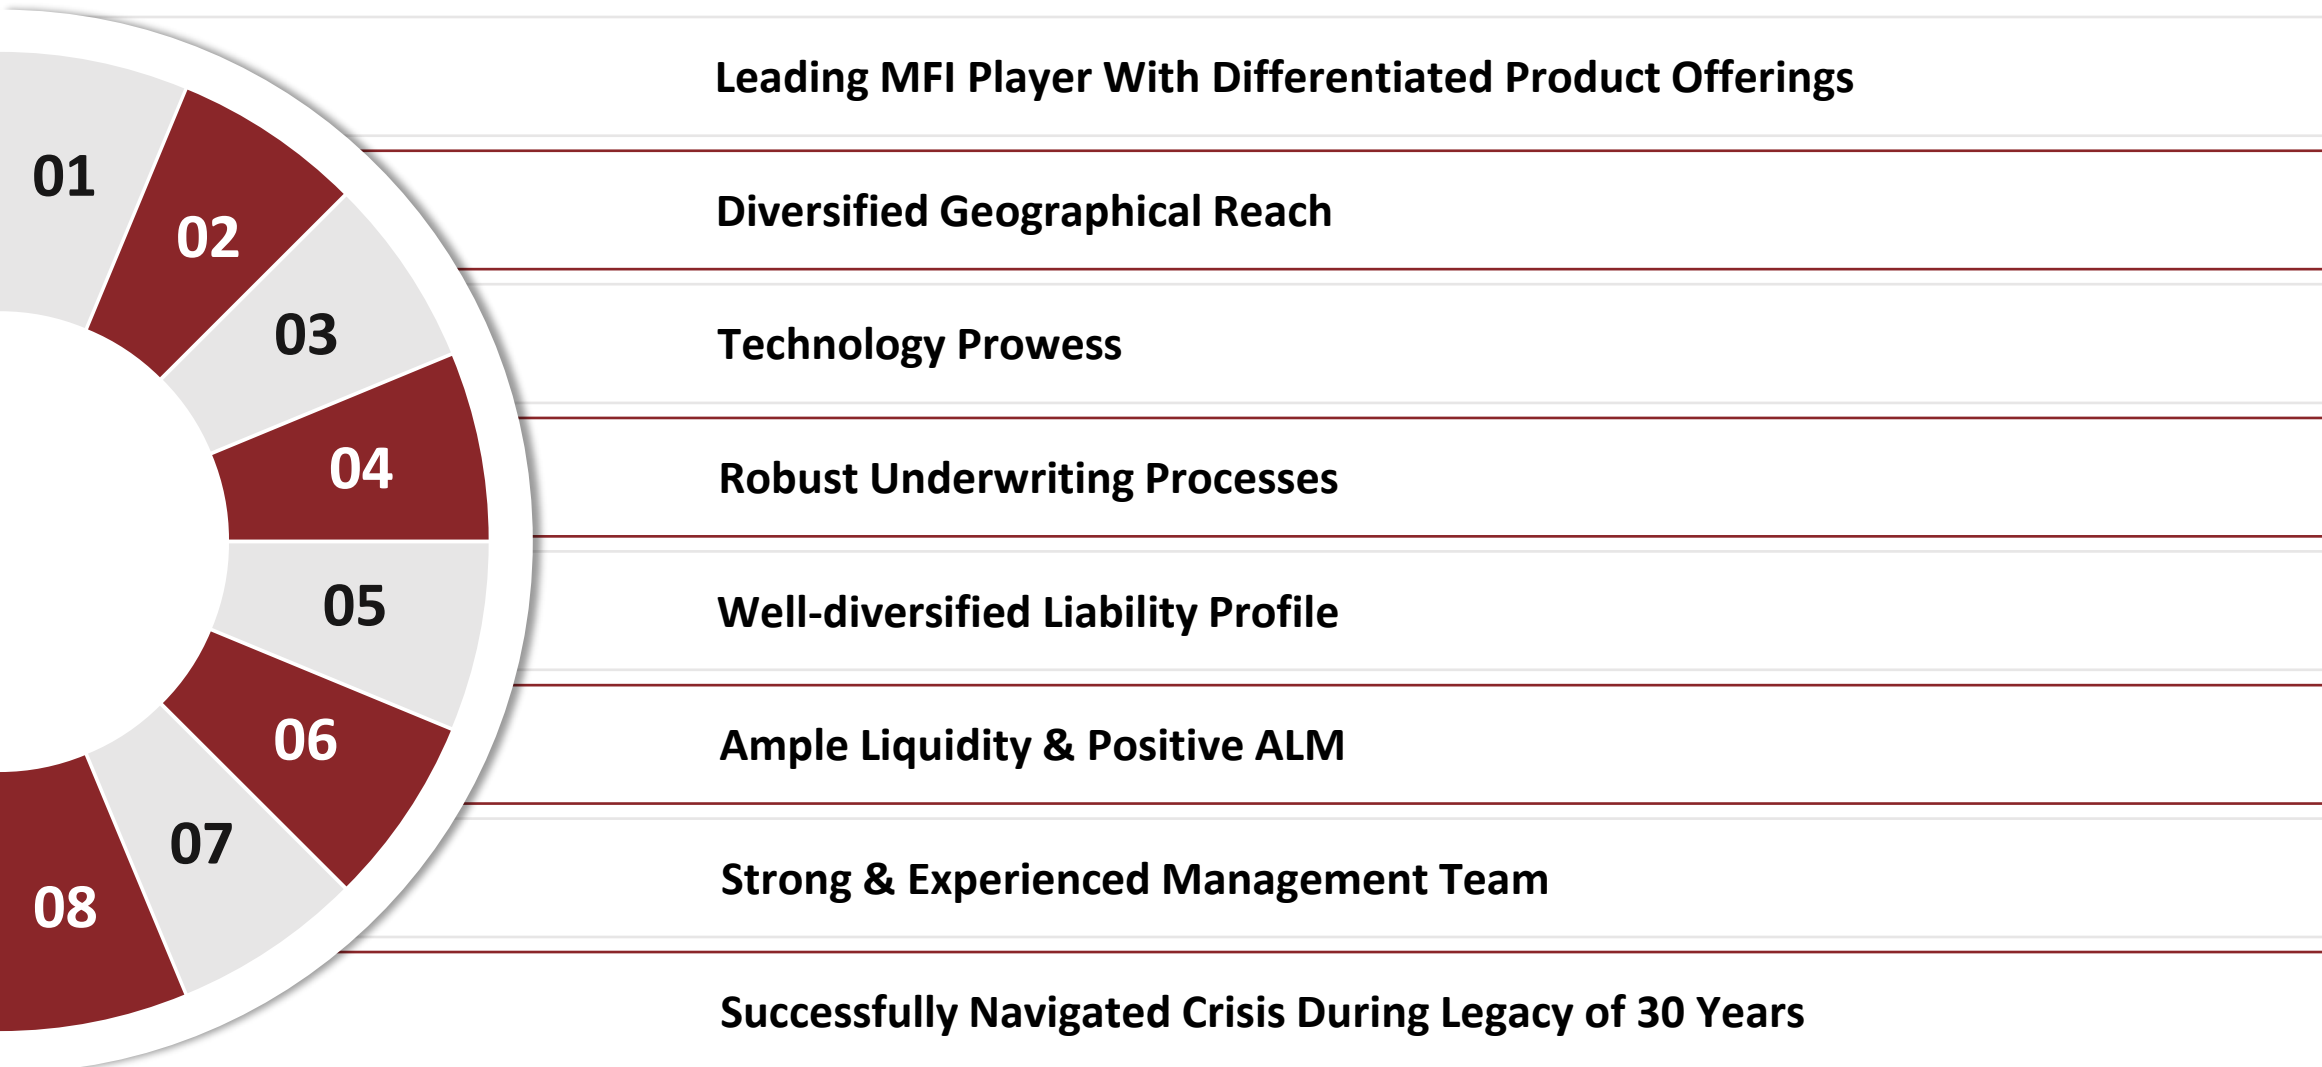 01
Leading MFI Player With Differentiated Product Offerings
02
Diversified Geographical Reach
03
Technology Prowess
04
Robust Underwriting Processes
05
Well-diversified Liability Profile
06
Ample Liquidity & Positive ALM
07
Strong & Experienced Management Team
08
Successfully Navigated Crisis During Legacy of 30 Years